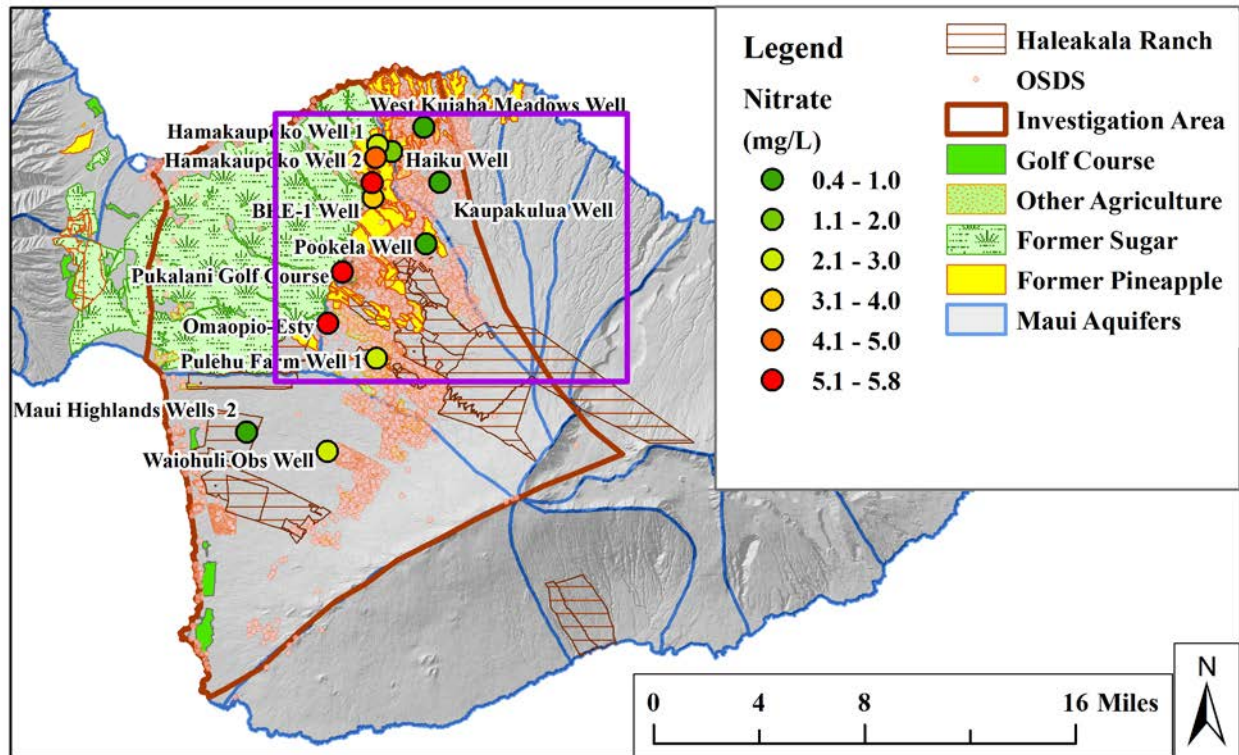 West Kuiaha Meadows Well
Hamakaupoko Well 1
Hamakaupoko Well 2
Haiku Well
BRE-1 Well
Kaupakulua Well
Pookela Well
Pukalani Golf Course
Omaopio-Esty
Pulehu Farm Well 1
Maui Highlands Wells 2
Waiohuli Obs Well
Legend
Nitrate
(mg/L)
0.4 - 1.0
1.1 - 2.0
2.1 - 3.0
3.1 - 4.0
4.1 - 5.0
5.1 - 5.8
Haleakala Ranch
OSDS
Investigation Area
Golf Course
Other Agriculture
Former Sugar
Former Pineapple
Maui Aquifers
0 4 8 16 Miles
N